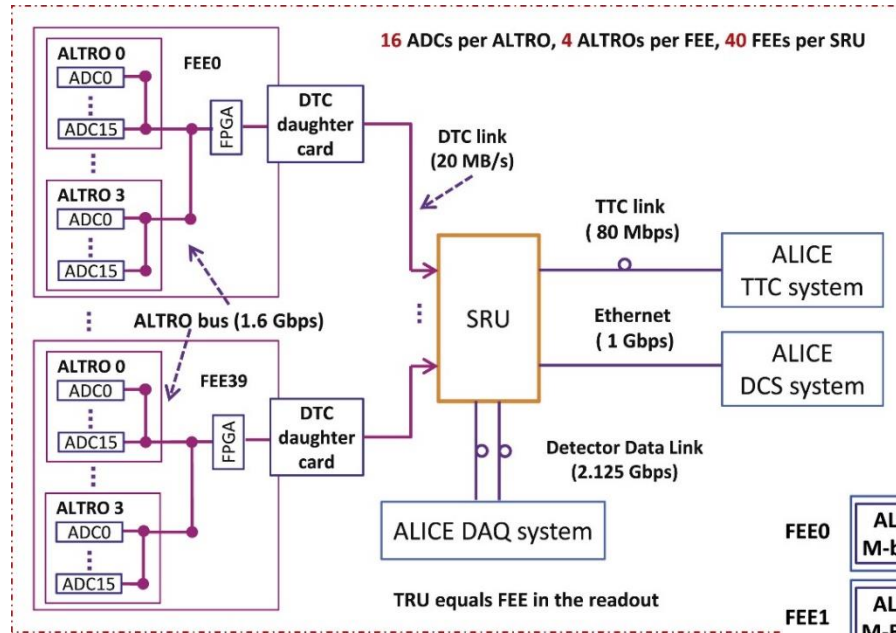 16 ADCs per ALTRO, 4 ALTROs per FEE, 40 FEEs per SRU
ALTRO 0
FEE0
ADC0
ADC15
FPGA
DTC
daughter
card
ALTRO 3
ADC0
ADC15
DTC link
(20 MB/s)
ALTRO bus (1.6 Gbps)
ALTRO 0
FEE39
ADC0
ADC15
FPGA
DTC
daughter
card
ALTRO 3
ADC0
ADC15
SRU
TTC link
( 80 Mbps)
ALICE
TTC system
Ethernet
( 1 Gbps)
ALICE
DCS system
Detector Data Link
(2.125 Gbps)
ALICE DAQ system
TRU equals FEE in the readout
FEE0
FEE1